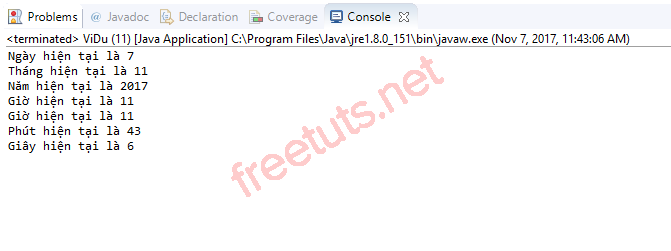 Problems @ Javadoc Declaration Coverage Console
<terminated> ViDu (11) [Java Application] C:\Program Files\Java\jre1.8.0_151\bin\javaw.exe (Nov 7, 2017, 11:43:06 AM)
Ngày hiện tại là 7
Tháng hiện tại là 11
Năm hiện tại là 2017
Giờ hiện tại là 11
Giờ hiện tại là 11
Phút hiện tại là 43
Giây hiện tại là 6
freetuts.net